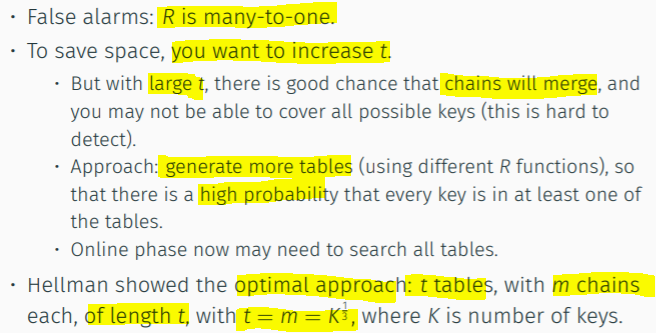 • False alarms: R is many-to-one.
• To save space, you want to increase t.
• But with large t, there is good chance that chains will merge, and
you may not be able to cover all possible keys (this is hard to
detect).
• Approach: generate more tables (using different R functions), so
that there is a high probability that every key is in at least one of
the tables.
• Online phase now may need to search all tables.
• Hellman showed the optimal approach: t tables, with m chains
each, of length t, with t = m = K^{1/3}, where K is number of keys.